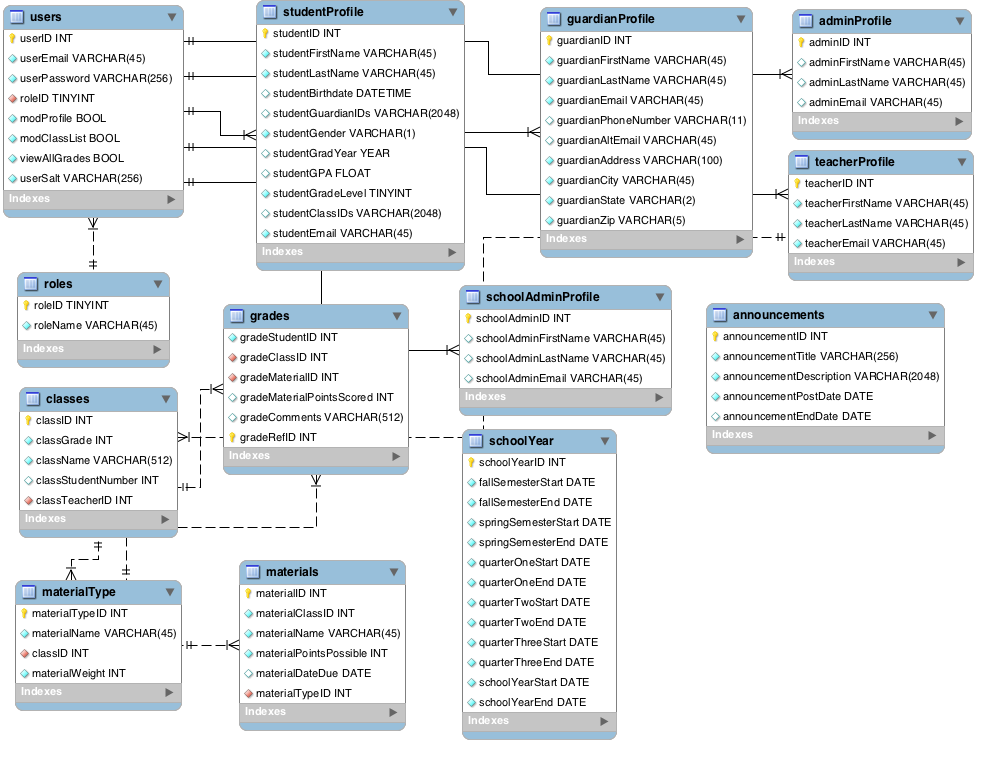 users
userID INT
userEmail VARCHAR(45)
userPassword VARCHAR(256)
roleID TINYINT
modProfile BOOL
modClassList BOOL
viewAllGrades BOOL
userSalt VARCHAR(256)
Indexes
studentProfile
studentID INT
studentFirstName VARCHAR(45)
studentLastName VARCHAR(45)
studentBirthdate DATETIME
studentGuardianIDs VARCHAR(2048)
studentGender VARCHAR(1)
studentGradYear YEAR
studentGPA FLOAT
studentGradeLevel TINYINT
studentClassIDs VARCHAR(2048)
studentEmail VARCHAR(45)
Indexes
guardianProfile
guardianID INT
guardianFirstName VARCHAR(45)
guardianLastName VARCHAR(45)
guardianEmail VARCHAR(45)
guardianPhoneNumber VARCHAR(11)
guardianAltEmail VARCHAR(45)
guardianAddress VARCHAR(100)
guardianCity VARCHAR(45)
guardianState VARCHAR(2)
guardianZip VARCHAR(5)
Indexes
adminProfile
adminID INT
adminFirstName VARCHAR(45)
adminLastName VARCHAR(45)
adminEmail VARCHAR(45)
Indexes
teacherProfile
teacherID INT
teacherFirstName VARCHAR(45)
teacherLastName VARCHAR(45)
teacherEmail VARCHAR(45)
Indexes
roles
roleID TINYINT
roleName VARCHAR(45)
Indexes
grades
gradeStudentID INT
gradeClassID INT
gradeMaterialID INT
gradeMaterialPointsScored INT
gradeComments VARCHAR(512)
gradeRefID INT
Indexes
schoolAdminProfile
schoolAdminID INT
schoolAdminFirstName VARCHAR(45)
schoolAdminLastName VARCHAR(45)
schoolAdminEmail VARCHAR(45)
Indexes
announcements
announcementID INT
announcementTitle VARCHAR(256)
announcementDescription VARCHAR(2048)
announcementPostDate DATE
announcementEndDate DATE
Indexes
classes
classID INT
classGrade INT
className VARCHAR(512)
classStudentNumber INT
classTeacherID INT
Indexes
schoolYear
schoolYearID INT
fallSemesterStart DATE
fallSemesterEnd DATE
springSemesterStart DATE
springSemesterEnd DATE
quarterOneStart DATE
quarterOneEnd DATE
quarterTwoStart DATE
quarterTwoEnd DATE
quarterThreeStart DATE
quarterThreeEnd DATE
schoolYearStart DATE
schoolYearEnd DATE
Indexes
materialType
materialTypeID INT
materialName VARCHAR(45)
classID INT
materialWeight INT
Indexes
materials
materialID INT
materialClassID INT
materialName VARCHAR(45)
materialPointsPossible INT
materialDateDue DATE
materialTypeID INT
Indexes